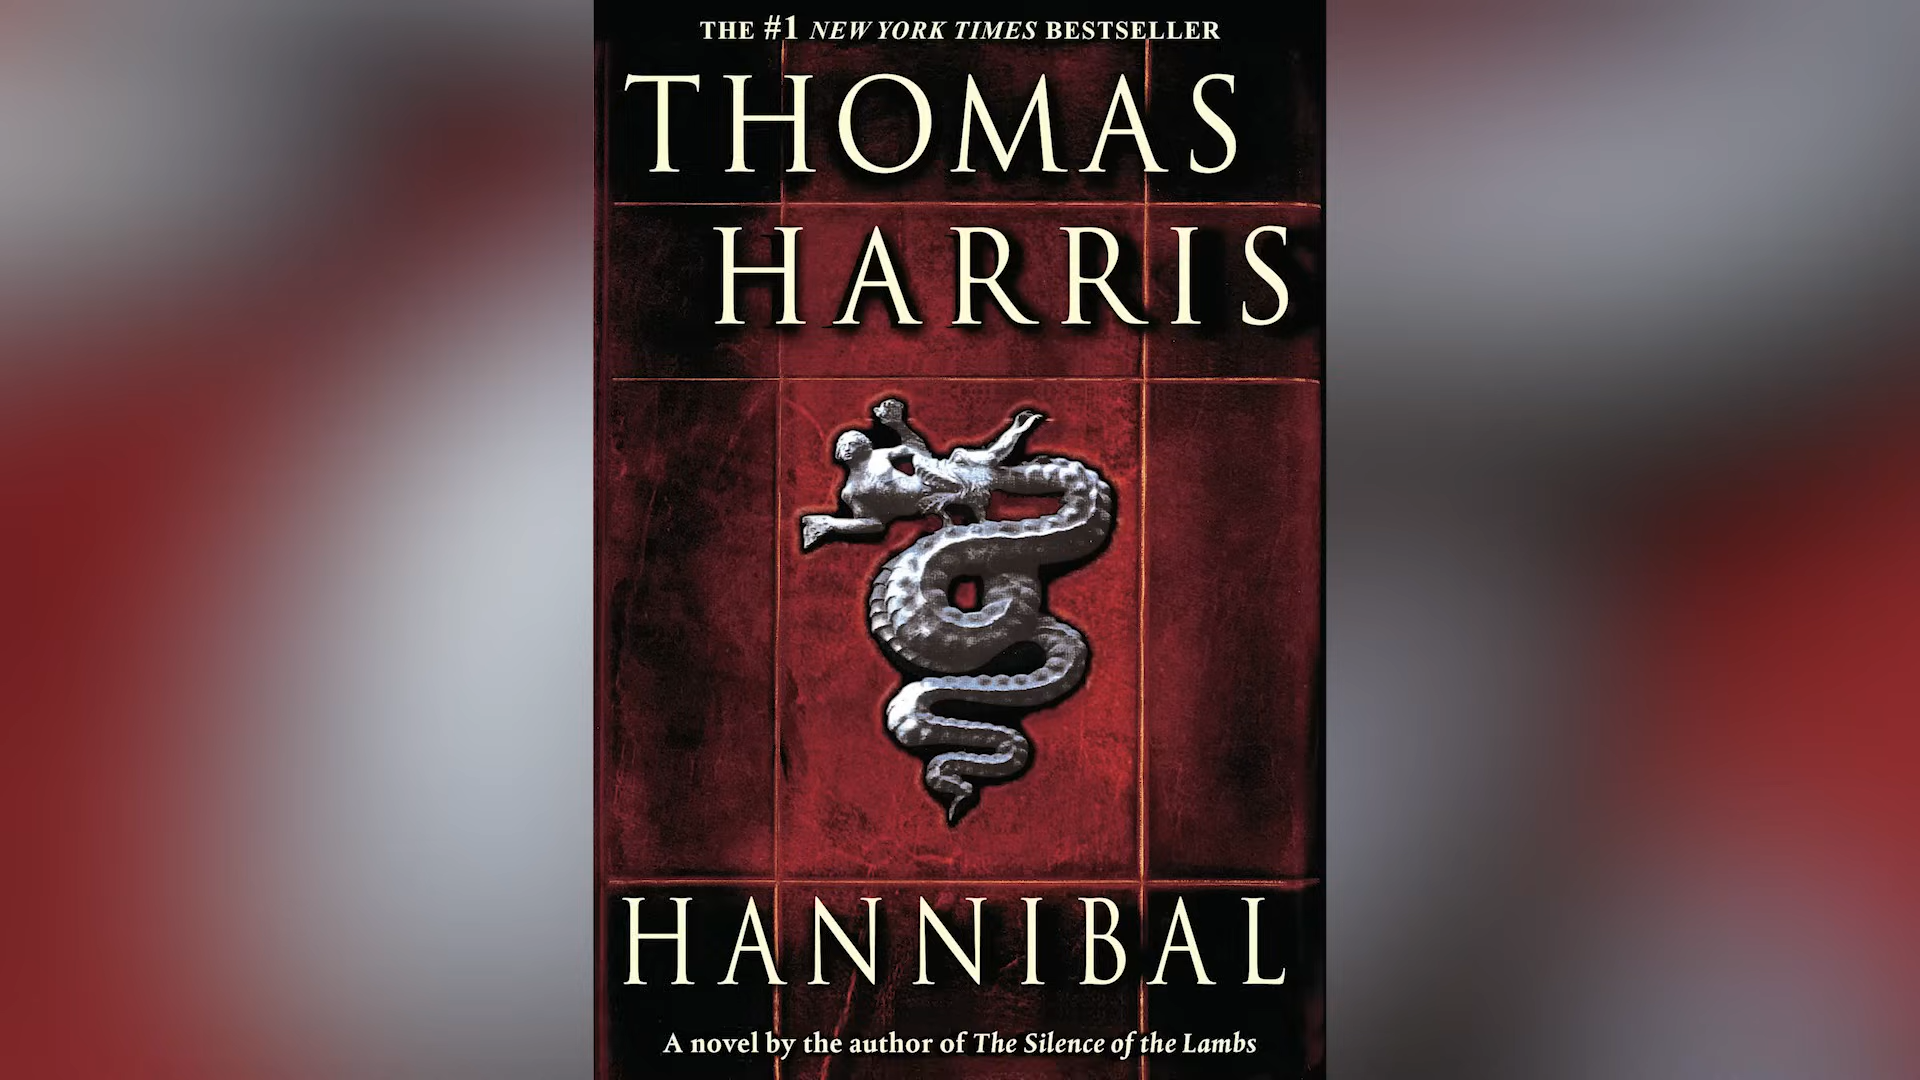 THE #1 NEW YORK TIMES BESTSELLER
THOMAS
HARRIS
HANNIBAL
A novel by the author of The Silence of the Lambs